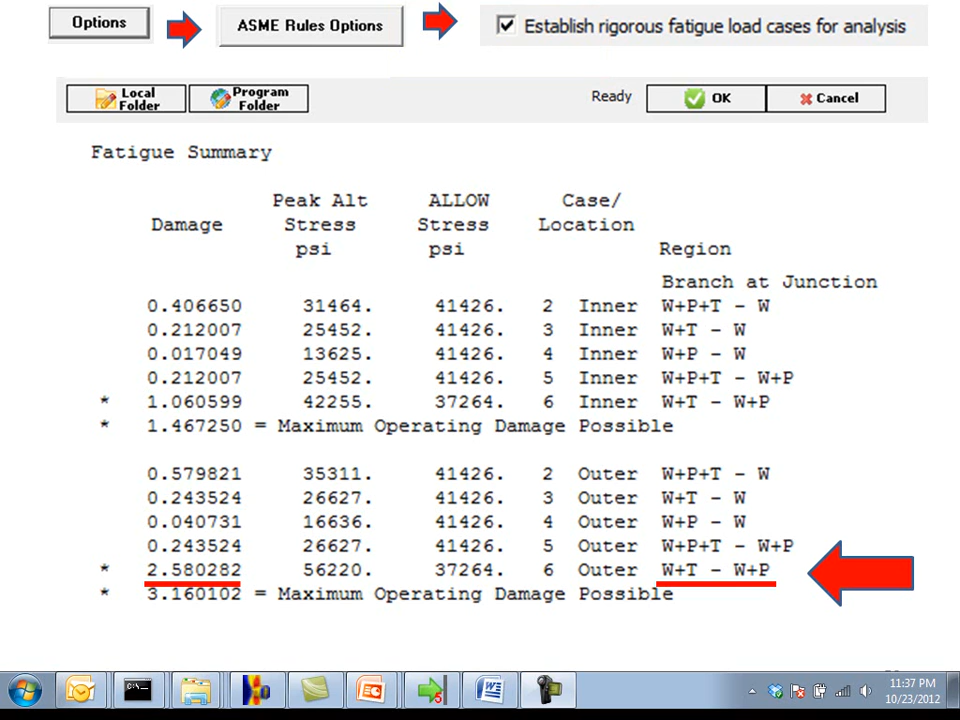 Options
ASME Rules Options
Establish rigorous fatigue load cases for analysis
Local Folder Program Folder Ready OK Cancel
Fatigue Summary
Peak Alt ALLOW Case/
Damage Stress Stress Location
psi psi Region
Branch at Junction
0.406650 31464. 41426. 2 Inner W+P+T - W
0.212007 25452. 41426. 3 Inner W+T - W
0.017049 13625. 41426. 4 Inner W+P - W
0.212007 25452. 41426. 5 Inner W+P+T - W+P
* 1.060599 42255. 37264. 6 Inner W+T - W+P
* 1.467250 = Maximum Operating Damage Possible
0.579821 35311. 41426. 2 Outer W+P+T - W
0.243524 26627. 41426. 3 Outer W+T - W
0.040731 16636. 41426. 4 Outer W+P - W
0.243524 26627. 41426. 5 Outer W+P+T - W+P
* 2.580282 56220. 37264. 6 Outer W+T - W+P
* 3.160102 = Maximum Operating Damage Possible
11:37 PM
10/23/2012